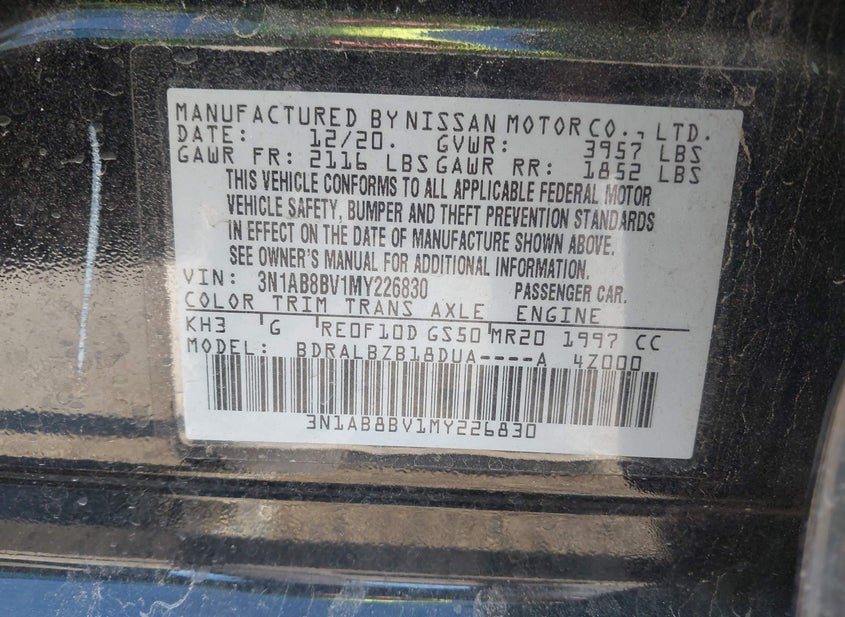 MANUFACTURED BY NISSAN MOTOR CO., LTD.
DATE: 12/20. GVWR: 3957 LBS
GAWR FR: 2116 LBS GAWR RR: 1852 LBS
THIS VEHICLE CONFORMS TO ALL APPLICABLE FEDERAL MOTOR
VEHICLE SAFETY, BUMPER AND THEFT PREVENTION STANDARDS
IN EFFECT ON THE DATE OF MANUFACTURE SHOWN ABOVE.
SEE OWNER'S MANUAL FOR ADDITIONAL INFORMATION.
VIN: 3N1AB8BV1MY226830 PASSENGER CAR.
COLOR TRIM TRANS AXLE ENGINE
KH3 G RE0F10D GS50 MR20 1997 CC
MODEL: BDRALBZB18DUA----A 4Z000
3N1AB8BV1MY226830